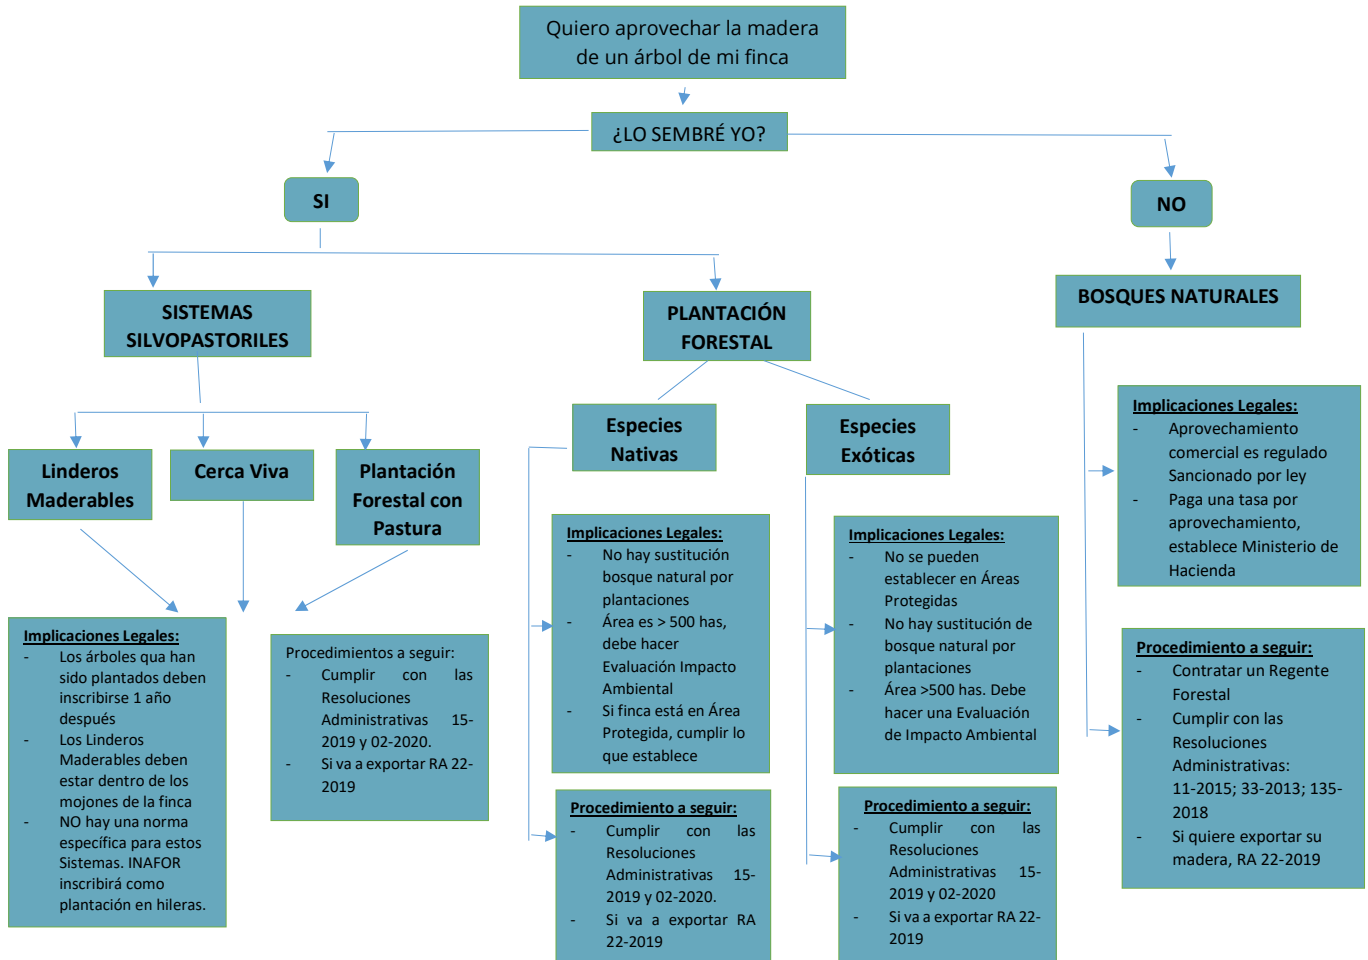 Quiero aprovechar la madera
de un árbol de mi finca
¿LO SEMBRÉ YO?
SI
NO
SISTEMAS
SILVOPASTORILES
PLANTACIÓN
FORESTAL
BOSQUES NATURALES
Linderos
Maderables
Cerca Viva
Plantación
Forestal con
Pastura
Especies
Nativas
Especies
Exóticas
Implicaciones Legales:
- Aprovechamiento
comercial es regulado
Sancionado por ley
- Paga una tasa por
aprovechamiento,
establece Ministerio de
Hacienda
Implicaciones Legales:
- Los árboles qua han
sido plantados deben
inscribirse 1 año
después
- Los Linderos
Maderables deben
estar dentro de los
mojones de la finca
- NO hay una norma
específica para estos
Sistemas. INAFOR
inscribirá como
plantación en hileras.
Procedimientos a seguir:
- Cumplir con las
Resoluciones
Administrativas 15-
2019 y 02-2020.
- Si va a exportar RA 22-
2019
Implicaciones Legales:
- No hay sustitución
bosque natural por
plantaciones
- Área es > 500 has,
debe hacer
Evaluación Impacto
Ambiental
- Si finca está en Área
Protegida, cumplir lo
que establece
Procedimiento a seguir:
- Cumplir con las
Resoluciones
Administrativas 15-
2019 y 02-2020.
- Si va a exportar RA
22-2019
Implicaciones Legales:
- No se pueden
establecer en Áreas
Protegidas
- No hay sustitución de
bosque natural por
plantaciones
- Área >500 has. Debe
hacer una Evaluación
de Impacto Ambiental
Procedimiento a seguir:
- Cumplir con las
Resoluciones
Administrativas 15-
2019 y 02-2020
- Si va a exportar RA 22-
2019
Procedimiento a seguir:
- Contratar un Regente
Forestal
- Cumplir con las
Resoluciones
Administrativas:
11-2015; 33-2013; 135-
2018
- Si quiere exportar su
madera, RA 22-2019